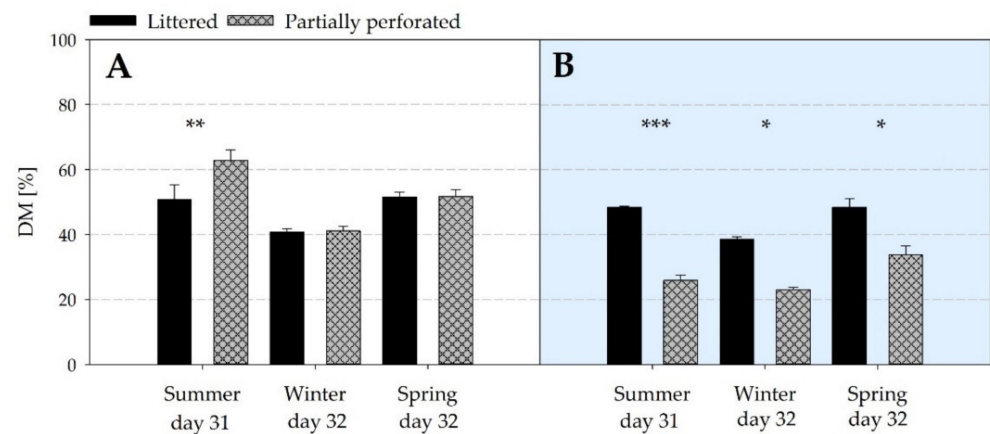 Littered Partially perforated
100
80
60
40
20
0
DM [%]
A
**
B
***
*
*
Summer Winter Spring Summer Winter Spring
day 31 day 32 day 32 day 31 day 32 day 32